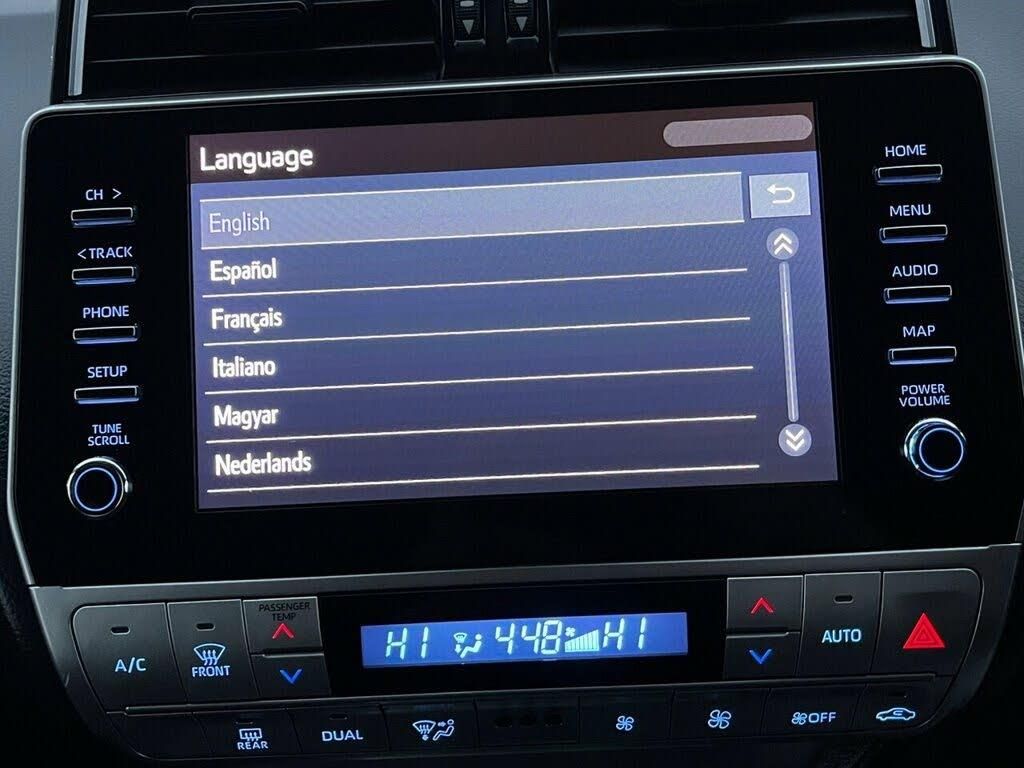 Language
English
Español
Français
Italiano
Magyar
Nederlands
CH >
< TRACK
PHONE
SETUP
TUNE
SCROLL
HOME
MENU
AUDIO
MAP
POWER
VOLUME
PASSENGER
TEMP
A/C
FRONT
HI 448 HI
AUTO
REAR
DUAL
OFF